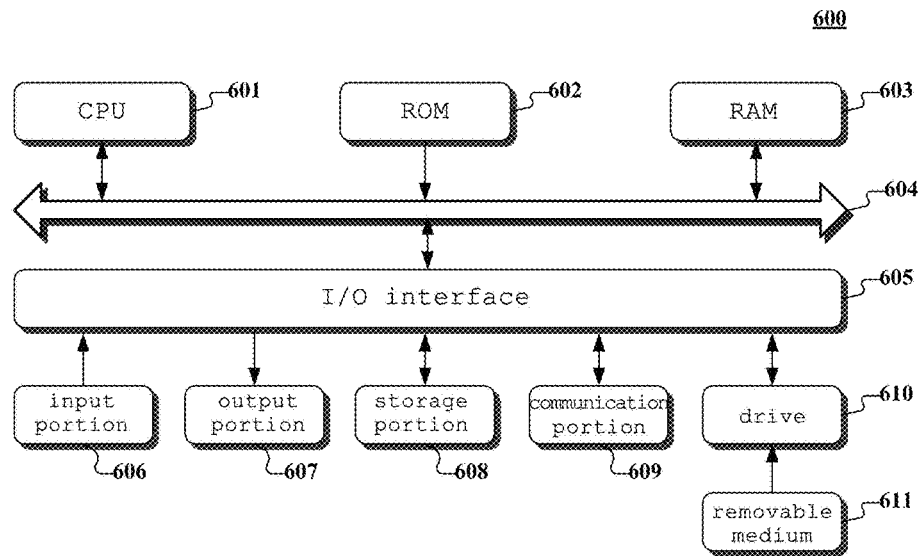 600
CPU
601
ROM
602
RAM
603
604
I/O interface
605
input
portion
606
output
portion
607
storage
portion
608
communication
portion
609
drive
610
removable
medium
611